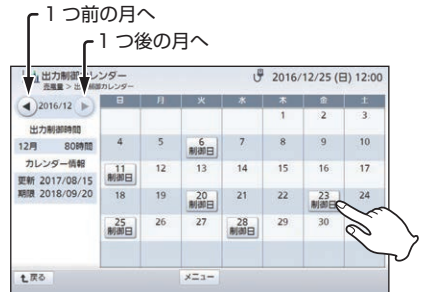 1つ前の月へ
1つ後の月へ
出力制御カレンダー
売電量 > 出力制御カレンダー
2016/12/25 (日) 12:00
2016/12
日 月 火 水 木 金 土
1 2 3
出力制御時間
12月 80時間
4 5 6 7 8 9 10
制御日
カレンダー情報
更新 2017/08/15
期限 2018/09/20
11 12 13 14 15 16 17
制御日
18 19 20 21 22 23 24
制御日 制御日
25 26 27 28 29 30
制御日 制御日
戻る
メニュー